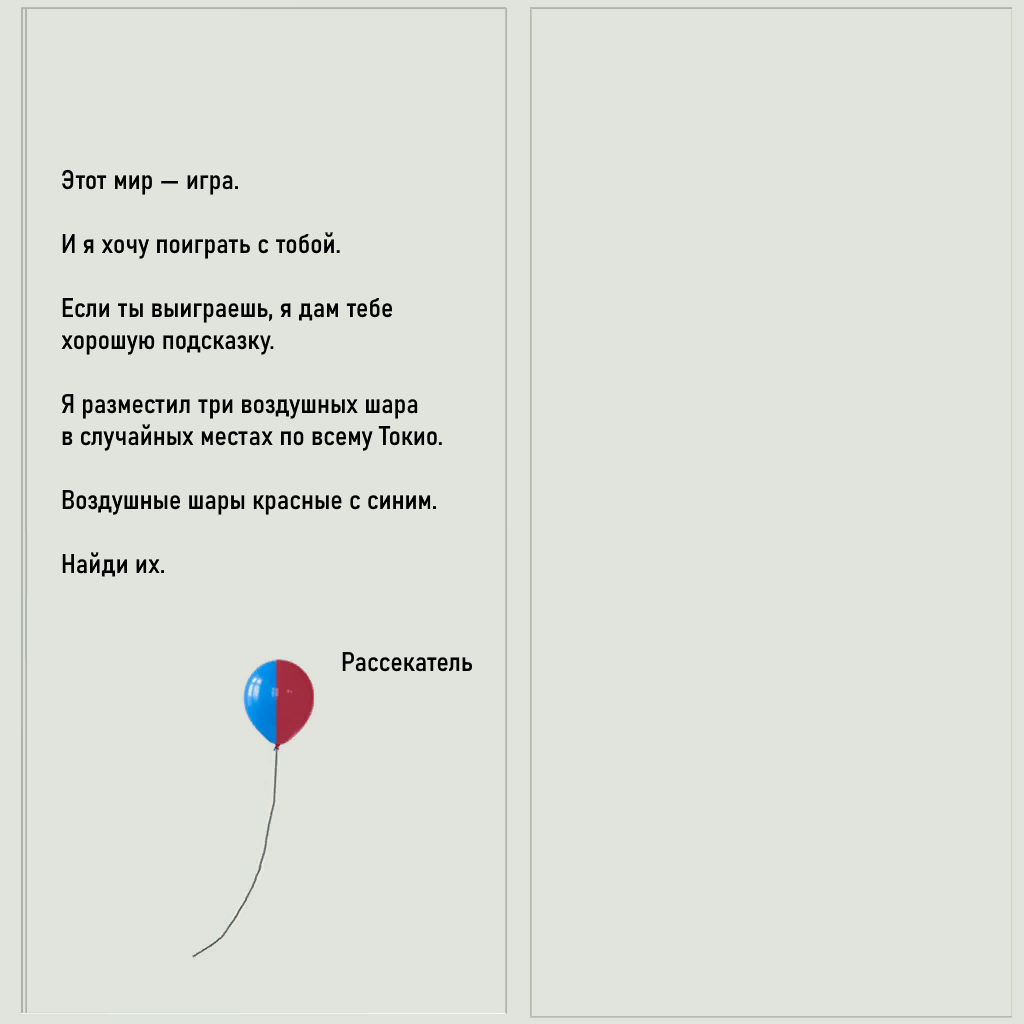 Этот мир — игра.
И я хочу поиграть с тобой.
Если ты выиграешь, я дам тебе
хорошую подсказку.
Я разместил три воздушных шара
в случайных местах по всему Токио.
Воздушные шары красные с синим.
Найди их.
Рассекатель